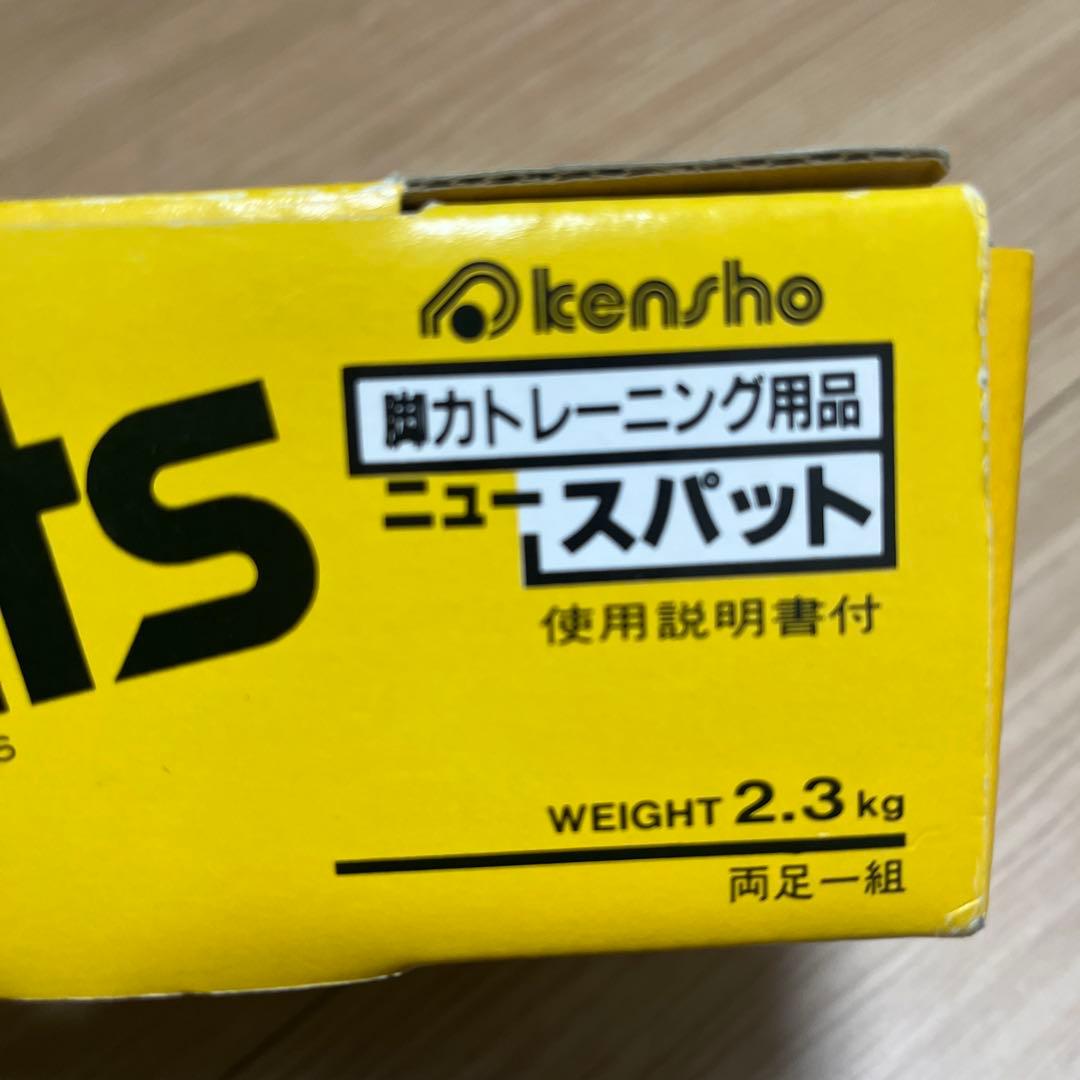 kensho
脚力トレーニング用品
ニュースパット
使用説明書付
ts
WEIGHT 2.3 kg
両足一組